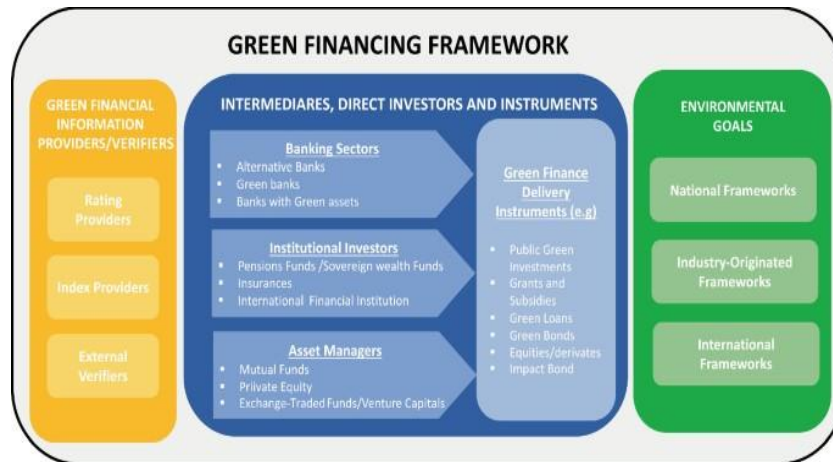 GREEN FINANCING FRAMEWORK
GREEN FINANCIAL
INFORMATION
PROVIDERS/VERIFIERS
Rating
Providers
Index Providers
External
Verifiers
INTERMEDIARES, DIRECT INVESTORS AND INSTRUMENTS
Banking Sectors
• Alternative Banks
• Green banks
• Banks with Green assets
Institutional Investors
• Pensions Funds /Sovereign wealth Funds
• Insurances
• International Financial Institution
Asset Managers
• Mutual Funds
• Private Equity
• Exchange-Traded Funds/Venture Capitals
Green Finance
Delivery
Instruments (e.g)
• Public Green
Investments
• Grants and
Subsidies
• Green Loans
• Green Bonds
• Equities/derivates
• Impact Bond
ENVIRONMENTAL
GOALS
National Frameworks
Industry-Originated
Frameworks
International
Frameworks